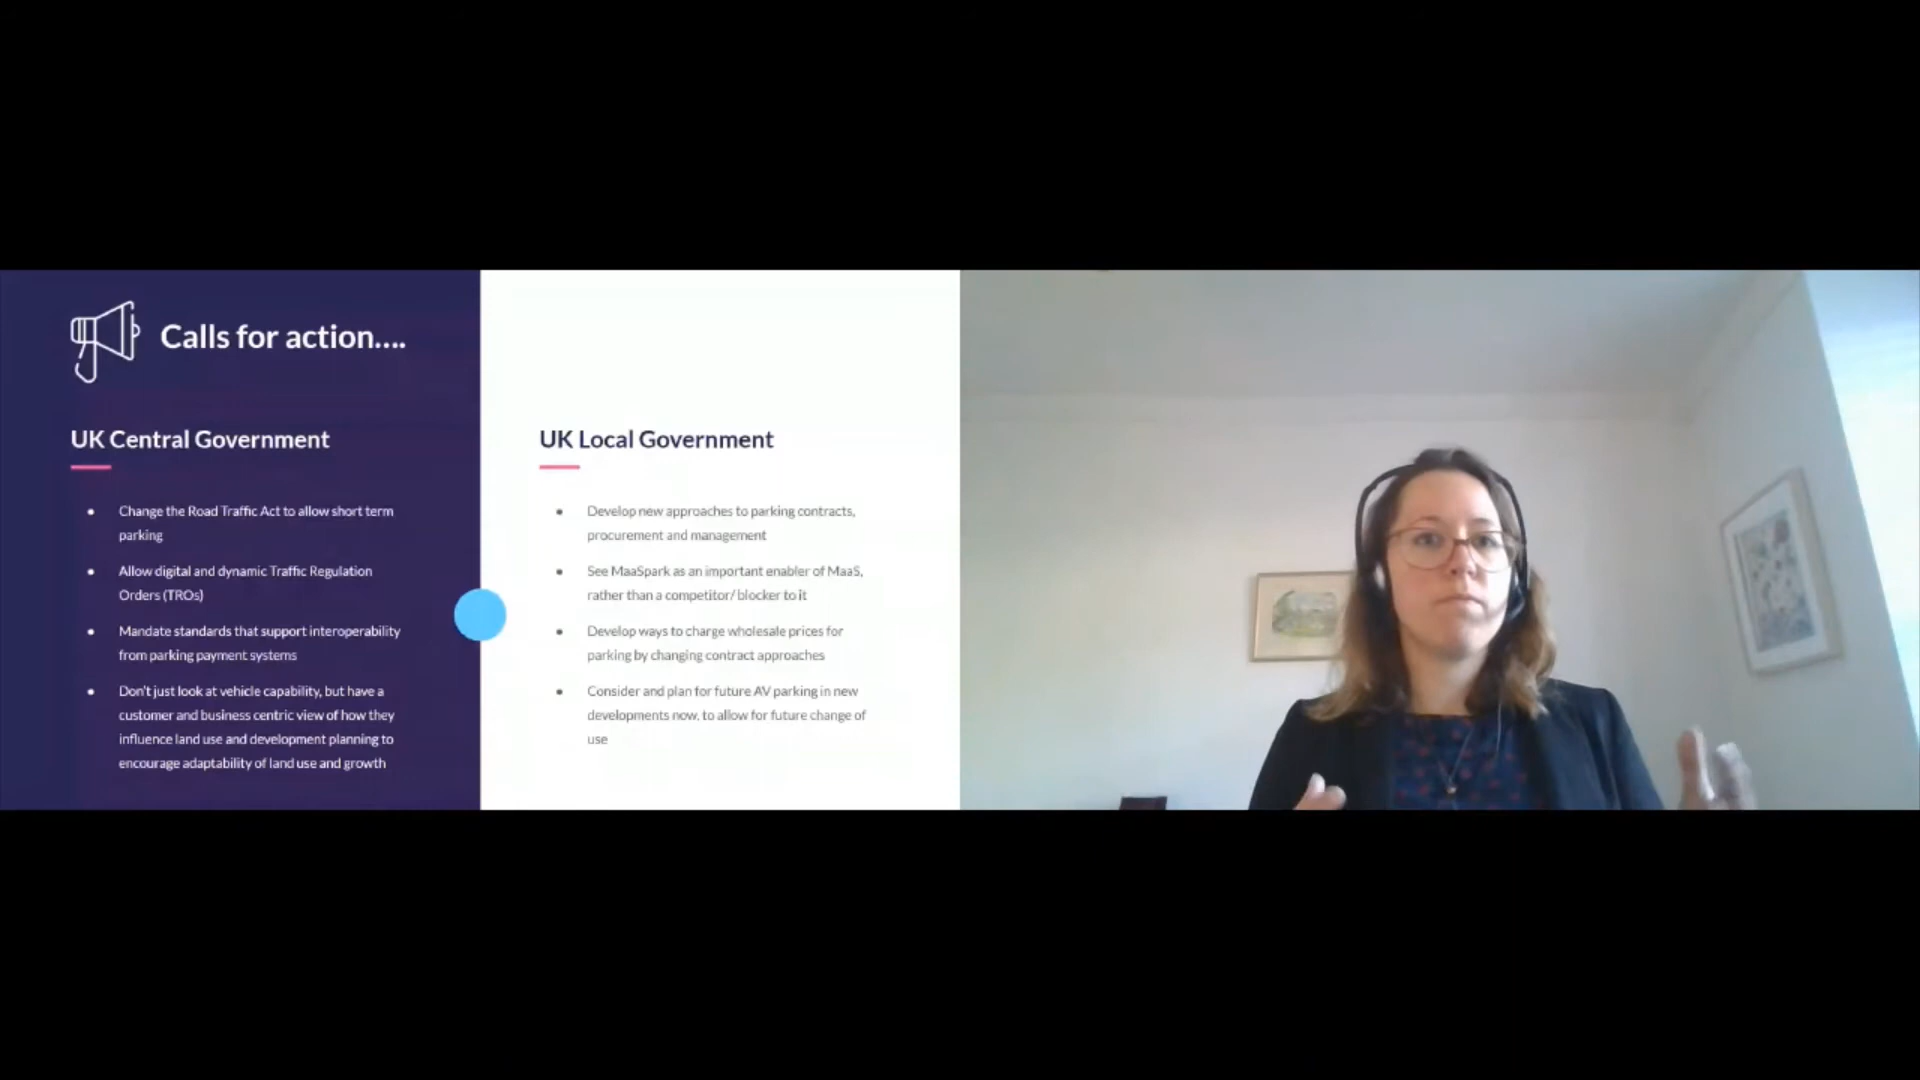 Calls for action....
UK Central Government
Change the Road Traffic Act to allow short term
parking
Allow digital and dynamic Traffic Regulation
Orders (TROs)
Mandate standards that support interoperability
from parking payment systems
Don't just look at vehicle capability, but have a
customer and business centric view of how they
influence land use and development planning to
encourage adaptability of land use and growth
UK Local Government
Develop new approaches to parking contracts,
procurement and management
See MaaSpark as an important enabler of MaaS,
rather than a competitor/ blocker to it
Develop ways to charge wholesale prices for
parking by changing contract approaches
Consider and plan for future AV parking in new
developments now, to allow for future change of
use